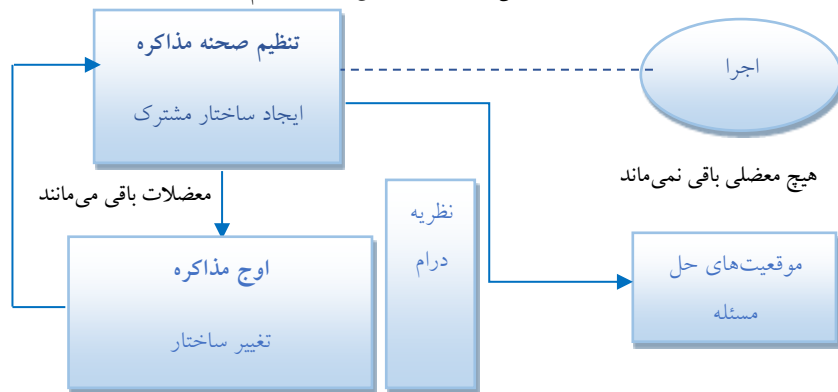 تنظیم صحنه مذاکره
ایجاد ساختار مشترک
اجرا
هیچ معضلی باقی نمی‌ماند
معضلات باقی می‌مانند
نظریه
درام
اوج مذاکره
تغییر ساختار
موقعیت‌های حل
مسئله